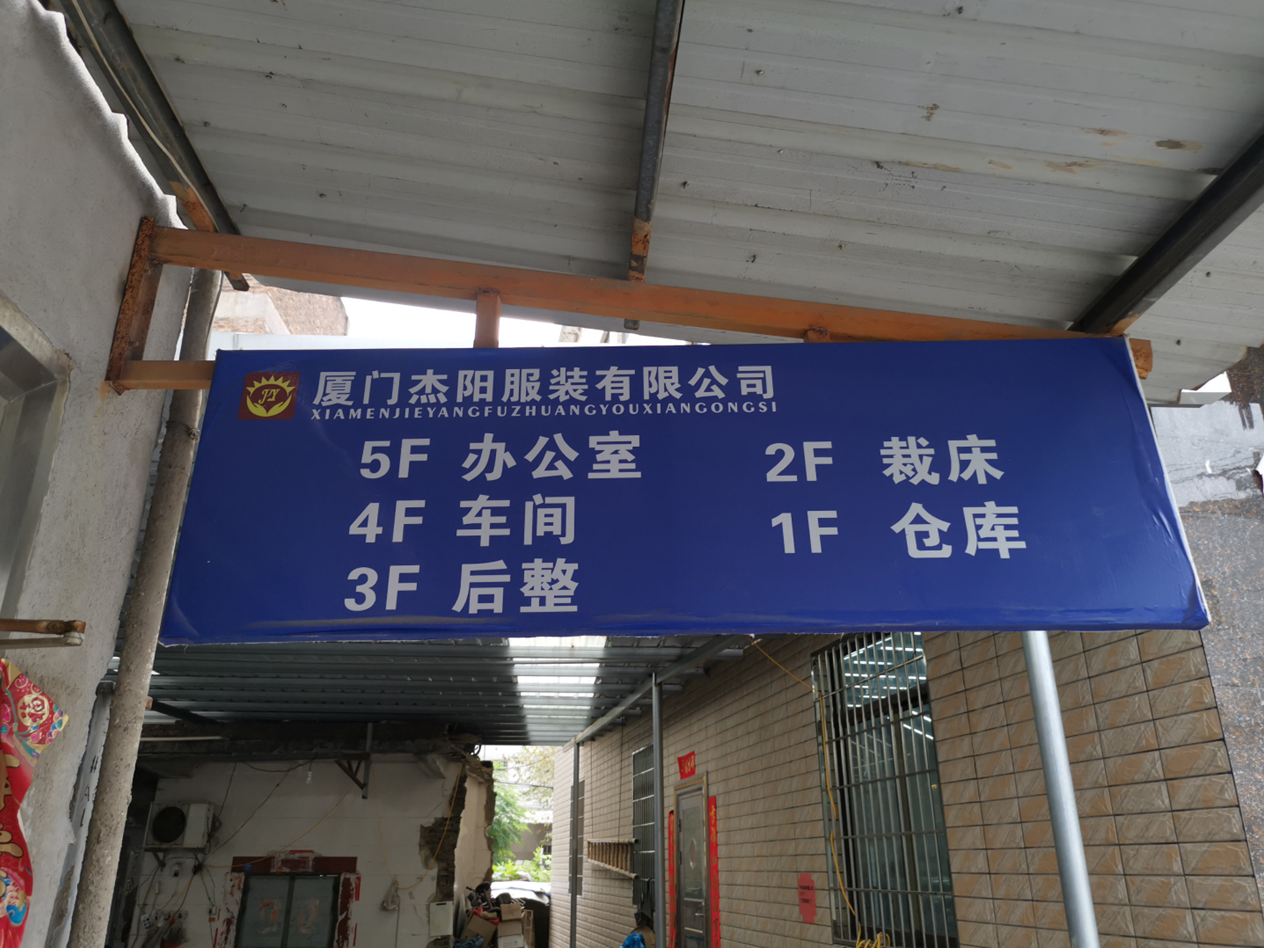 JY
厦门杰阳服装有限公司
XIAMENJIEYANGFUZHUANGYOUXIANGONGSI
5F 办公室
4F 车间
3F 后整
2F 裁床
1F 仓库